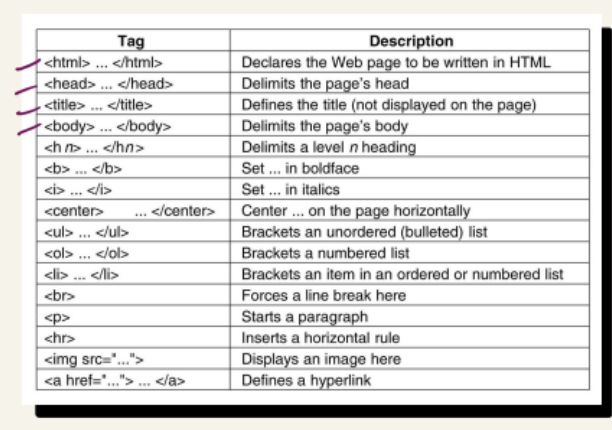 Tag Description
<html> ... </html> Declares the Web page to be written in HTML
<head> ... </head> Delimits the page's head
<title> ... </title> Defines the title (not displayed on the page)
<body> ... </body> Delimits the page's body
<h n> ... </hn> Delimits a level n heading
<b> ... </b> Set ... in boldface
<i> ... </i> Set ... in italics
<center> ... </center> Center ... on the page horizontally
<ul> ... </ul> Brackets an unordered (bulleted) list
<ol> ... </ol> Brackets a numbered list
<li> ... </li> Brackets an item in an ordered or numbered list
<br> Forces a line break here
<p> Starts a paragraph
<hr> Inserts a horizontal rule
<img src="..."> Displays an image here
<a href="..."> ... </a> Defines a hyperlink